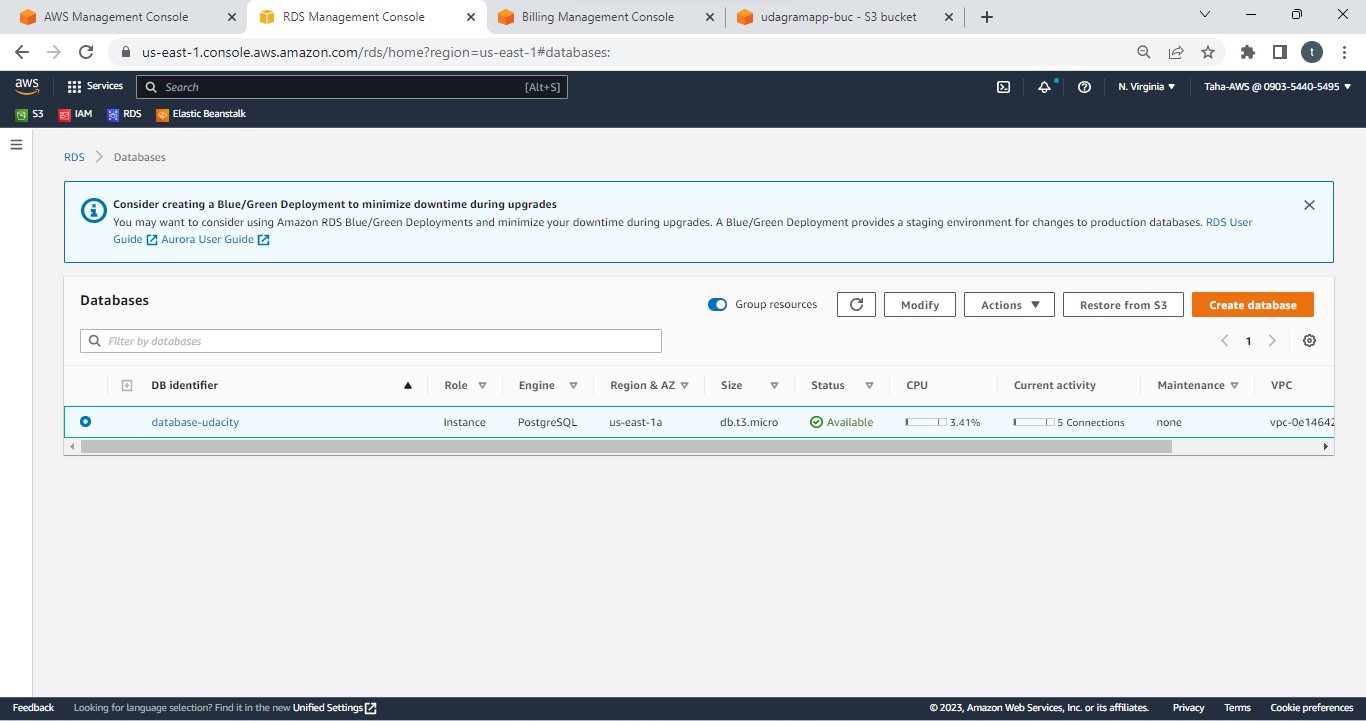 AWS Management Console
RDS Management Console
Billing Management Console
udagramapp-buc - S3 bucket
us-east-1.console.aws.amazon.com/rds/home?region=us-east-1#databases:
t
aws
Services
Search
[Alt+S]
N. Virginia
Taha-AWS @ 0903-5440-5495
S3
IAM
RDS
Elastic Beanstalk
RDS
Databases
Consider creating a Blue/Green Deployment to minimize downtime during upgrades
You may want to consider using Amazon RDS Blue/Green Deployments and minimize your downtime during upgrades. A Blue/Green Deployment provides a staging environment for changes to production databases. RDS User
Guide Aurora User Guide
Databases
Group resources
Modify
Actions
Restore from S3
Create database
Filter by databases
1
DB identifier
Role
Engine
Region & AZ
Size
Status
CPU
Current activity
Maintenance
VPC
database-udacity
Instance
PostgreSQL
us-east-1a
db.t3.micro
Available
3.41%
5 Connections
none
vpc-0e14642
Feedback
Looking for language selection? Find it in the new Unified Settings
© 2023, Amazon Web Services, Inc. or its affiliates.
Privacy
Terms
Cookie preferences